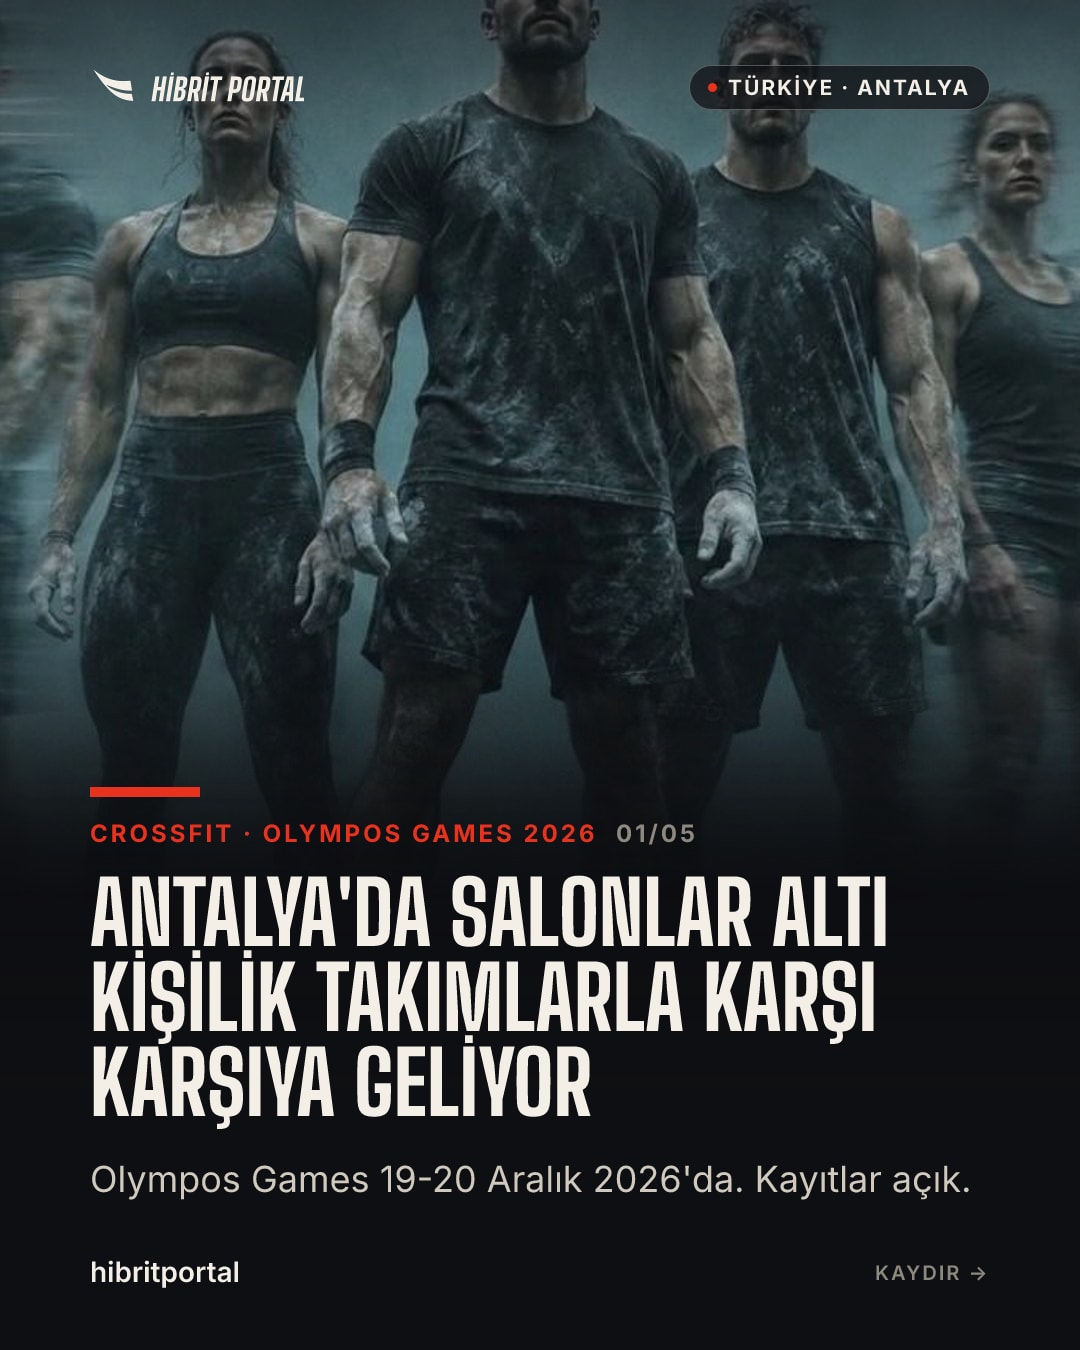 HİBRİT PORTAL
TÜRKİYE · ANTALYA
CROSSFIT · OLYMPOS GAMES 2026 01/05
ANTALYA'DA SALONLAR ALTI
KİŞİLİK TAKIMLARLA KARŞI
KARŞIYA GELİYOR
Olympos Games 19-20 Aralık 2026'da. Kayıtlar açık.
hibritportal
KAYDIR →